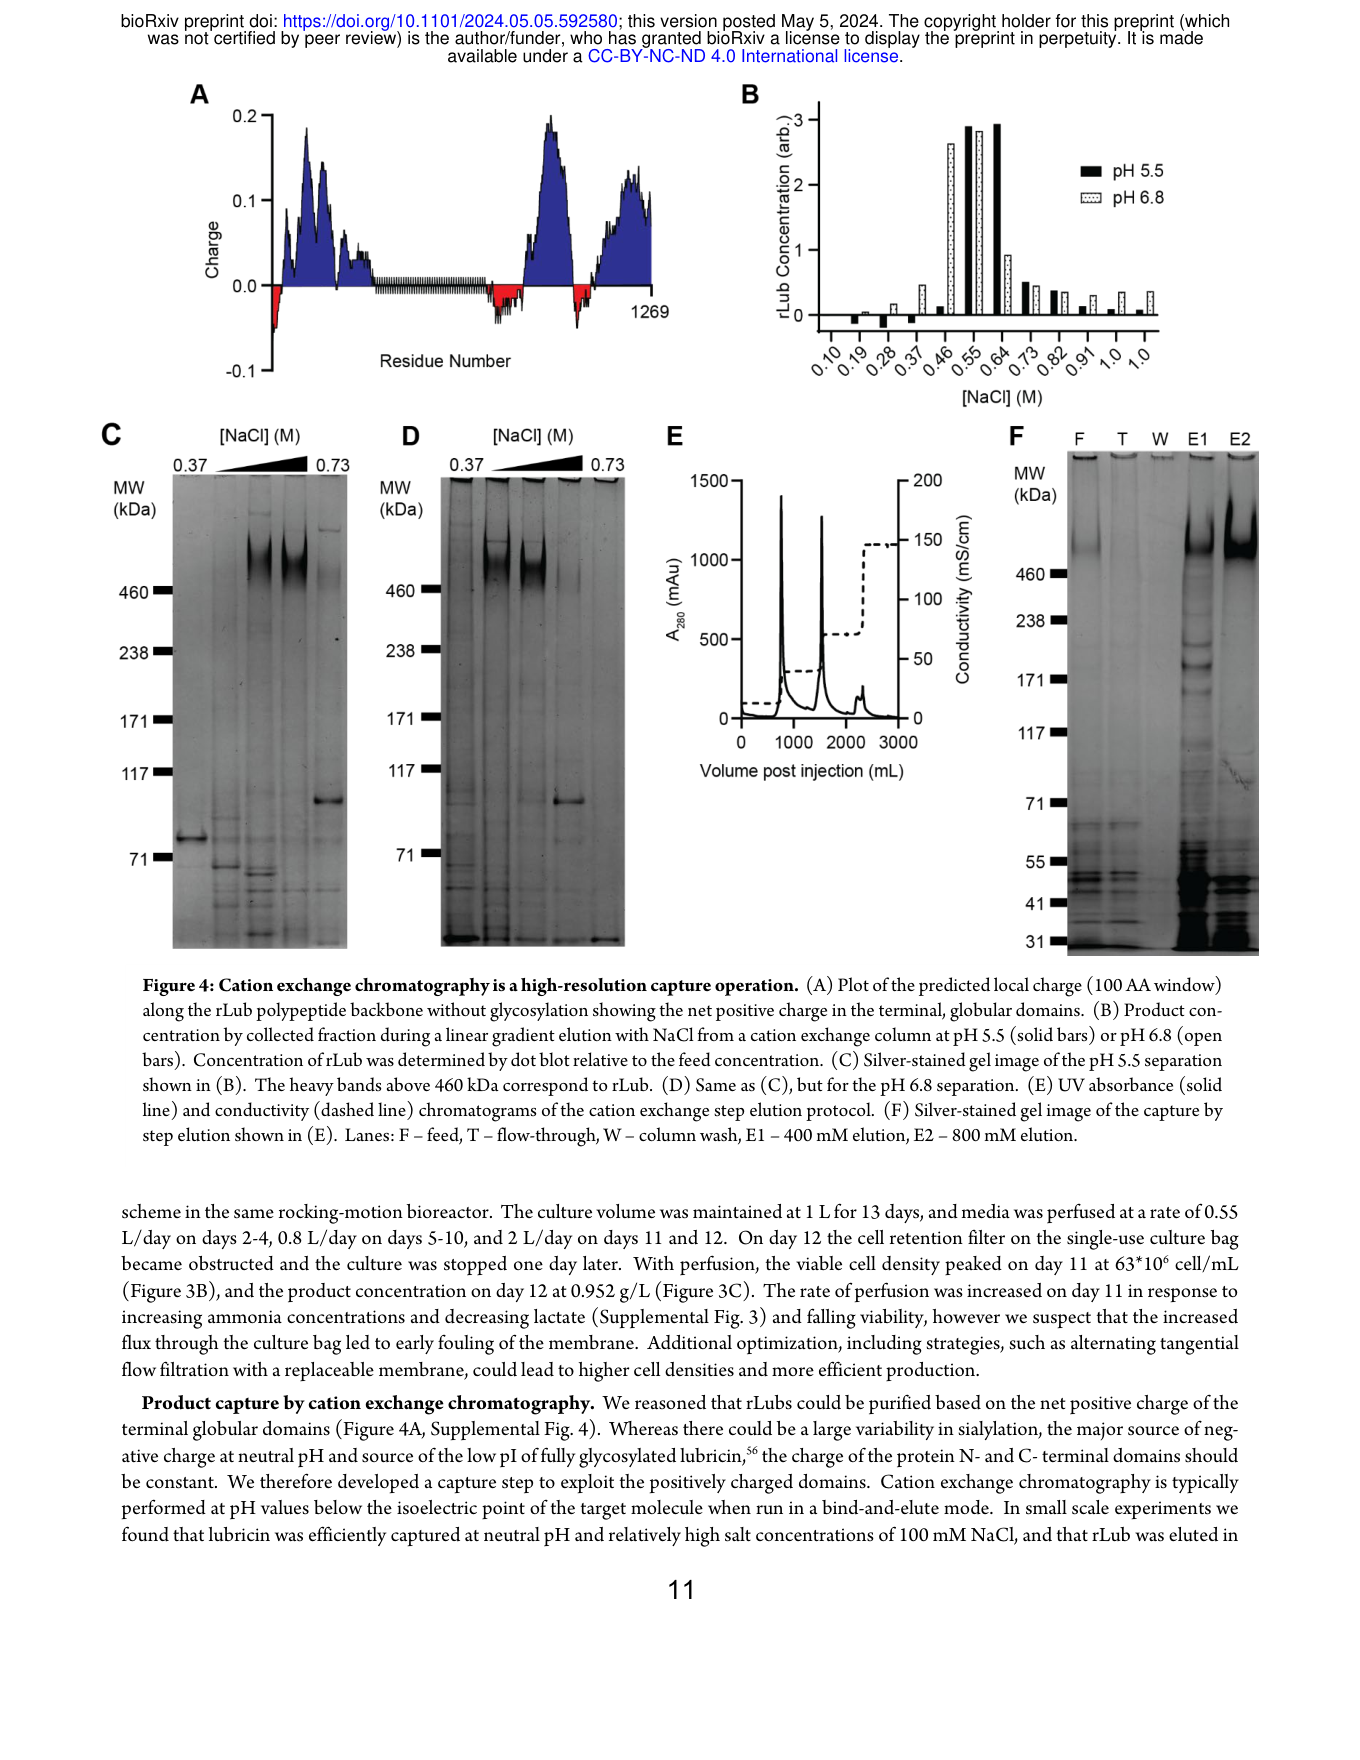 bioRxiv preprint doi: https://doi.org/10.1101/2024.05.05.592580; this version posted May 5, 2024. The copyright holder for this preprint (which
was not certified by peer review) is the author/funder, who has granted bioRxiv a license to display the preprint in perpetuity. It is made
available under a CC-BY-NC-ND 4.0 International license.
A
0.2
0.1
0.0
-0.1
Charge
1269
Residue Number
B
rLub Concentration (arb.)
3
2
1
0
pH 5.5
pH 6.8
0.10 0.19 0.28 0.37 0.46 0.55 0.64 0.73 0.82 0.91 1.0 1.0
[NaCl] (M)
C
[NaCl] (M)
0.37 0.73
MW
(kDa)
460
238
171
117
71
D
[NaCl] (M)
0.37 0.73
MW
(kDa)
460
238
171
117
71
E
1500
1000
500
0
A280 (mAu)
200
150
100
50
0
Conductivity (mS/cm)
0 1000 2000 3000
Volume post injection (mL)
F
F T W E1 E2
MW
(kDa)
460
238
171
117
71
55
41
31
Figure 4: Cation exchange chromatography is a high-resolution capture operation. (A) Plot of the predicted local charge (100 AA window)
along the rLub polypeptide backbone without glycosylation showing the net positive charge in the terminal, globular domains. (B) Product con-
centration by collected fraction during a linear gradient elution with NaCl from a cation exchange column at pH 5.5 (solid bars) or pH 6.8 (open
bars). Concentration of rLub was determined by dot blot relative to the feed concentration. (C) Silver-stained gel image of the pH 5.5 separation
shown in (B). The heavy bands above 460 kDa correspond to rLub. (D) Same as (C), but for the pH 6.8 separation. (E) UV absorbance (solid
line) and conductivity (dashed line) chromatograms of the cation exchange step elution protocol. (F) Silver-stained gel image of the capture by
step elution shown in (E). Lanes: F – feed, T – flow-through, W – column wash, E1 – 400 mM elution, E2 – 800 mM elution.
scheme in the same rocking-motion bioreactor. The culture volume was maintained at 1 L for 13 days, and media was perfused at a rate of 0.55
L/day on days 2-4, 0.8 L/day on days 5-10, and 2 L/day on days 11 and 12. On day 12 the cell retention filter on the single-use culture bag
became obstructed and the culture was stopped one day later. With perfusion, the viable cell density peaked on day 11 at 63*10⁶ cell/mL
(Figure 3B), and the product concentration on day 12 at 0.952 g/L (Figure 3C). The rate of perfusion was increased on day 11 in response to
increasing ammonia concentrations and decreasing lactate (Supplemental Fig. 3) and falling viability, however we suspect that the increased
flux through the culture bag led to early fouling of the membrane. Additional optimization, including strategies, such as alternating tangential
flow filtration with a replaceable membrane, could lead to higher cell densities and more efficient production.
Product capture by cation exchange chromatography. We reasoned that rLubs could be purified based on the net positive charge of the
terminal globular domains (Figure 4A, Supplemental Fig. 4). Whereas there could be a large variability in sialylation, the major source of neg-
ative charge at neutral pH and source of the low pI of fully glycosylated lubricin,⁵⁶ the charge of the protein N- and C- terminal domains should
be constant. We therefore developed a capture step to exploit the positively charged domains. Cation exchange chromatography is typically
performed at pH values below the isoelectric point of the target molecule when run in a bind-and-elute mode. In small scale experiments we
found that lubricin was efficiently captured at neutral pH and relatively high salt concentrations of 100 mM NaCl, and that rLub was eluted in
11